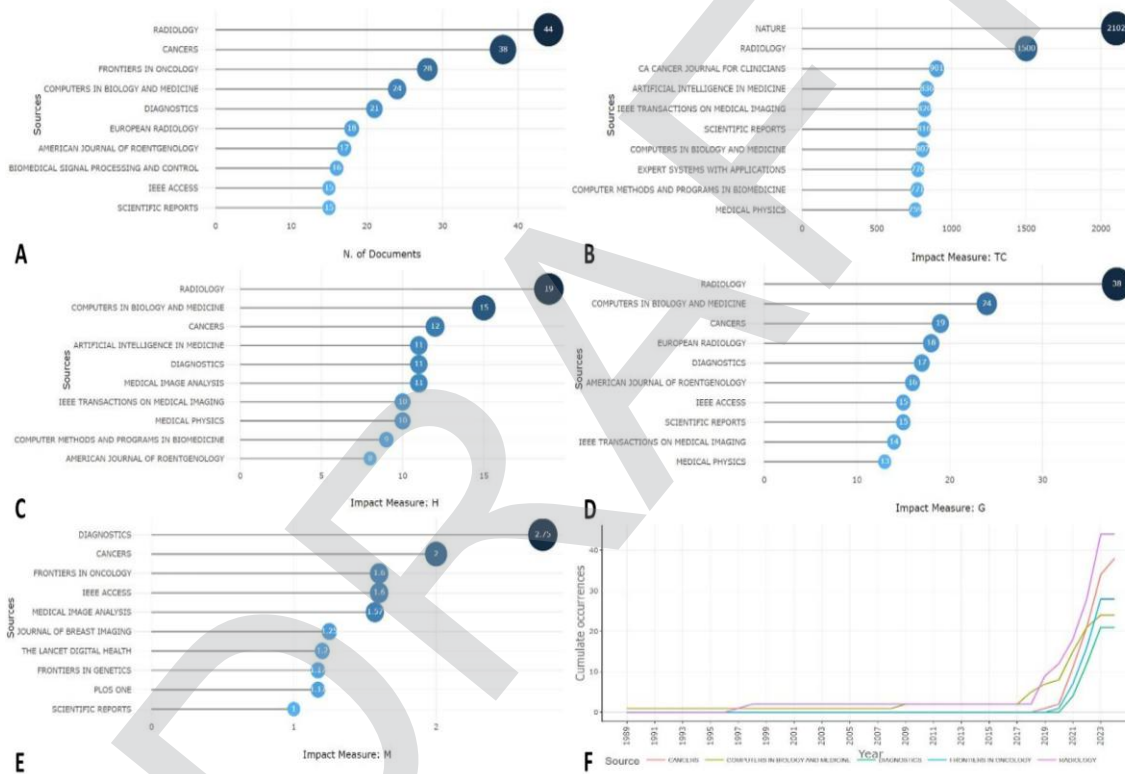 RADIOLOGY 44
CANCERS 38
FRONTIERS IN ONCOLOGY 28
COMPUTERS IN BIOLOGY AND MEDICINE 24
DIAGNOSTICS 21
EUROPEAN RADIOLOGY 18
AMERICAN JOURNAL OF ROENTGENOLOGY 17
BIOMEDICAL SIGNAL PROCESSING AND CONTROL 16
IEEE ACCESS 15
SCIENTIFIC REPORTS 15
Sources
0 10 20 30 40
N. of Documents
A
NATURE 2102
RADIOLOGY 1500
CA CANCER JOURNAL FOR CLINICIANS 901
ARTIFICIAL INTELLIGENCE IN MEDICINE
IEEE TRANSACTIONS ON MEDICAL IMAGING
SCIENTIFIC REPORTS
COMPUTERS IN BIOLOGY AND MEDICINE
EXPERT SYSTEMS WITH APPLICATIONS
COMPUTER METHODS AND PROGRAMS IN BIOMEDICINE
MEDICAL PHYSICS
Sources
0 500 1000 1500 2000
Impact Measure: TC
B
RADIOLOGY 19
COMPUTERS IN BIOLOGY AND MEDICINE 15
CANCERS 12
ARTIFICIAL INTELLIGENCE IN MEDICINE 11
DIAGNOSTICS 11
MEDICAL IMAGE ANALYSIS 11
IEEE TRANSACTIONS ON MEDICAL IMAGING 10
MEDICAL PHYSICS 10
COMPUTER METHODS AND PROGRAMS IN BIOMEDICINE 9
AMERICAN JOURNAL OF ROENTGENOLOGY 8
Sources
0 5 10 15
Impact Measure: H
C
RADIOLOGY 38
COMPUTERS IN BIOLOGY AND MEDICINE 24
CANCERS 19
EUROPEAN RADIOLOGY 18
DIAGNOSTICS 17
AMERICAN JOURNAL OF ROENTGENOLOGY 16
IEEE ACCESS 15
SCIENTIFIC REPORTS 15
IEEE TRANSACTIONS ON MEDICAL IMAGING 14
MEDICAL PHYSICS 13
Sources
0 10 20 30
Impact Measure: G
D
DIAGNOSTICS 2.75
CANCERS 2
FRONTIERS IN ONCOLOGY 1.6
IEEE ACCESS 1.6
MEDICAL IMAGE ANALYSIS 1.57
JOURNAL OF BREAST IMAGING 1.25
THE LANCET DIGITAL HEALTH 1.2
FRONTIERS IN GENETICS
PLOS ONE
SCIENTIFIC REPORTS 1
Sources
0 1 2
Impact Measure: M
E
Cumulate occurrences
40
30
20
10
0
1989 1991 1993 1995 1997 1999 2001 2003 2005 2007 2009 2011 2013 2015 2017 2019 2021 2023
Year
Source CANCERS COMPUTERS IN BIOLOGY AND MEDICINE DIAGNOSTICS FRONTIERS IN ONCOLOGY RADIOLOGY
F
DRAFT